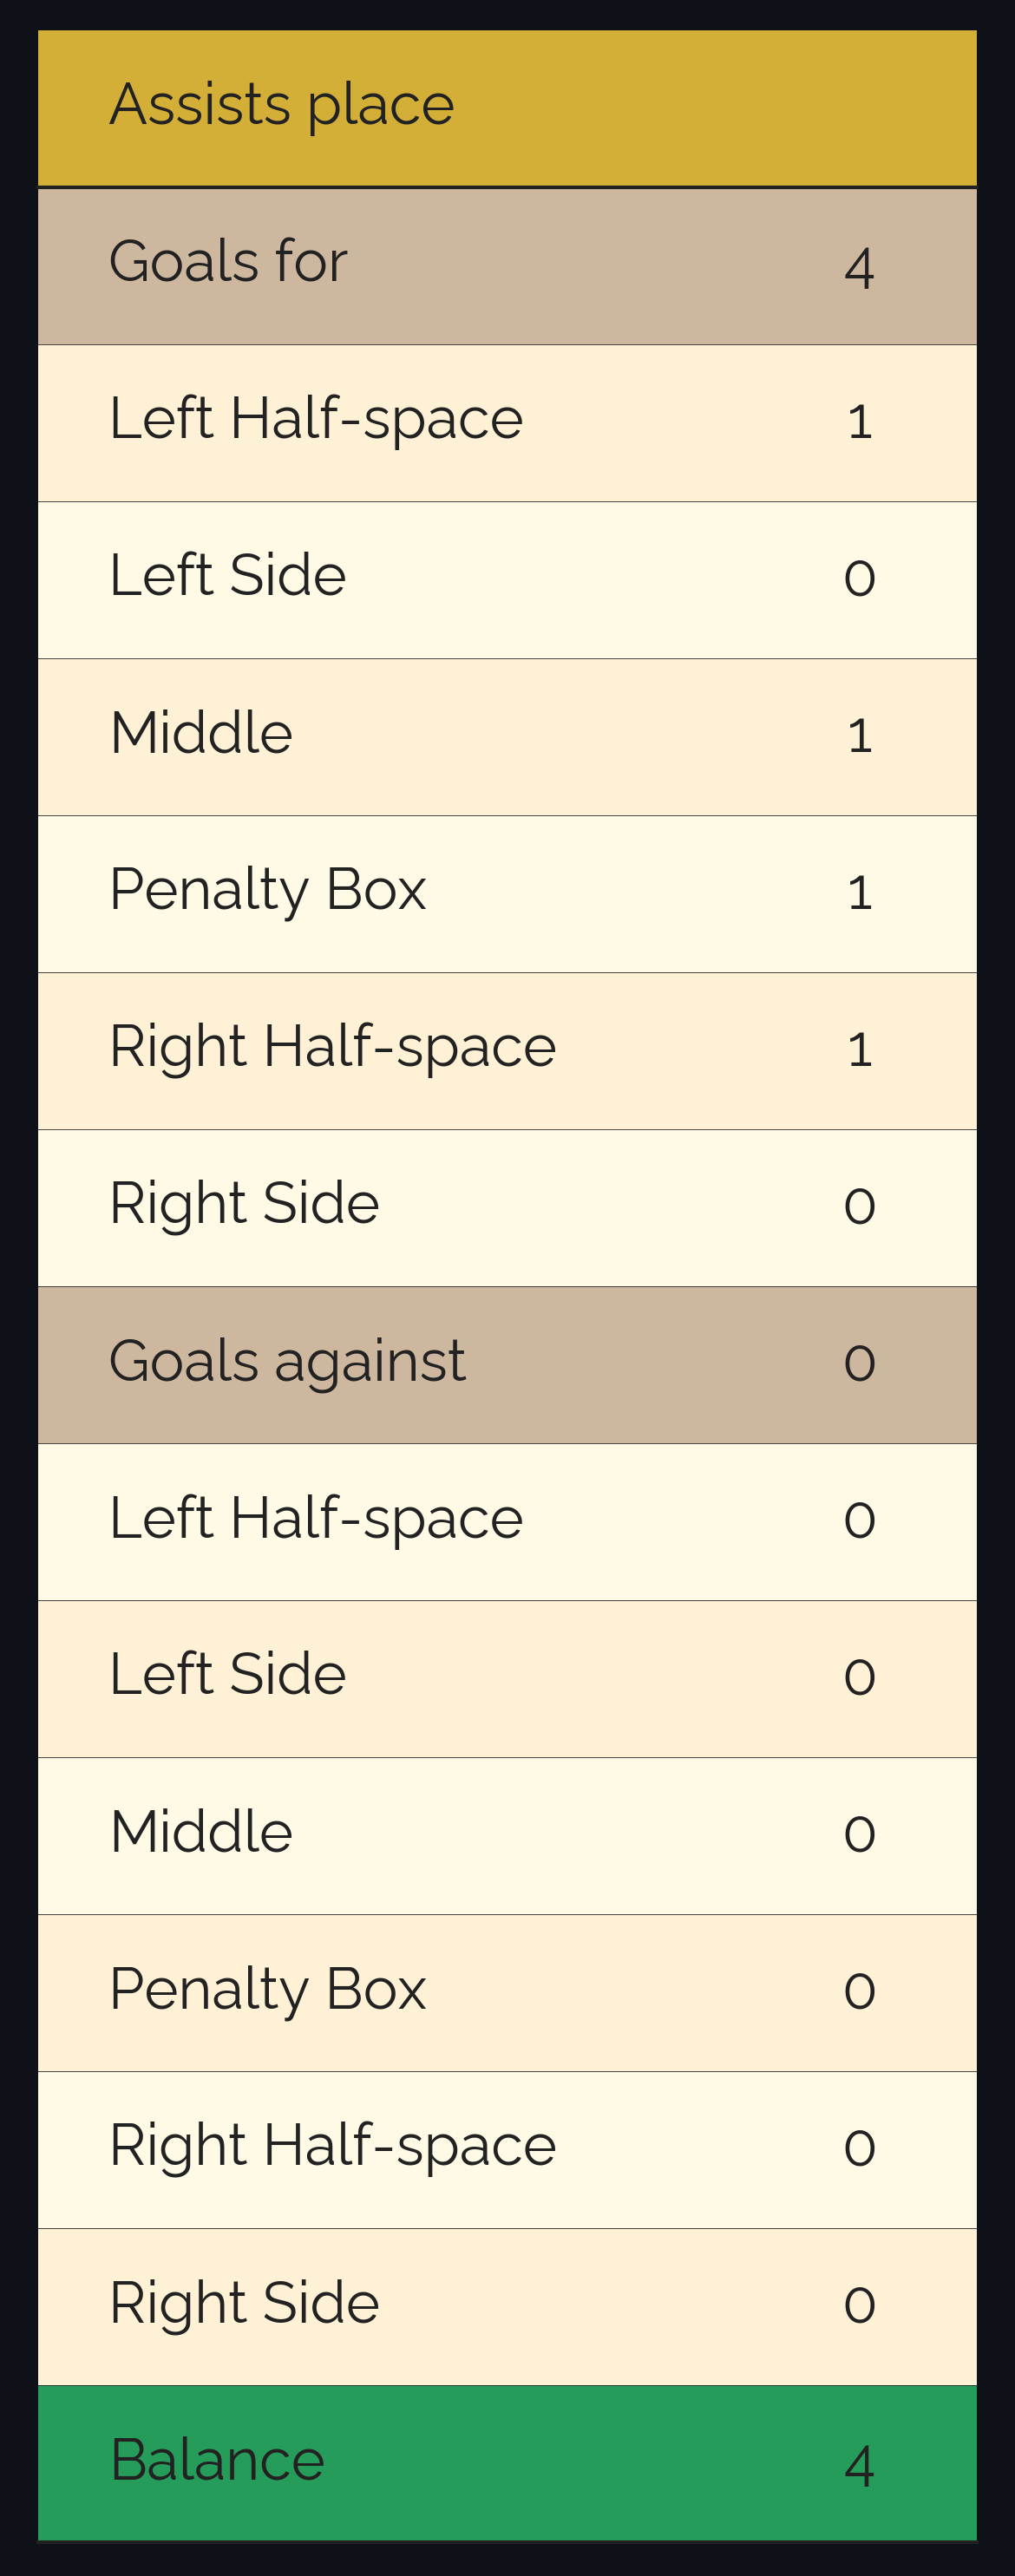 Assists place
Goals for 4
Left Half-space 1
Left Side 0
Middle 1
Penalty Box 1
Right Half-space 1
Right Side 0
Goals against 0
Left Half-space 0
Left Side 0
Middle 0
Penalty Box 0
Right Half-space 0
Right Side 0
Balance 4